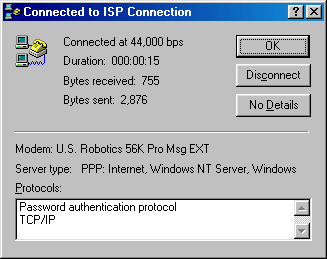 Connected to ISP Connection
Connected at 44,000 bps
OK
Duration: 000:00:15
Bytes received: 755
Disconnect
Bytes sent: 2,876
No Details
Modem: U.S. Robotics 56K Pro Msg EXT
Server type: PPP: Internet, Windows NT Server, Windows
Protocols:
Password authentication protocol
TCP/IP